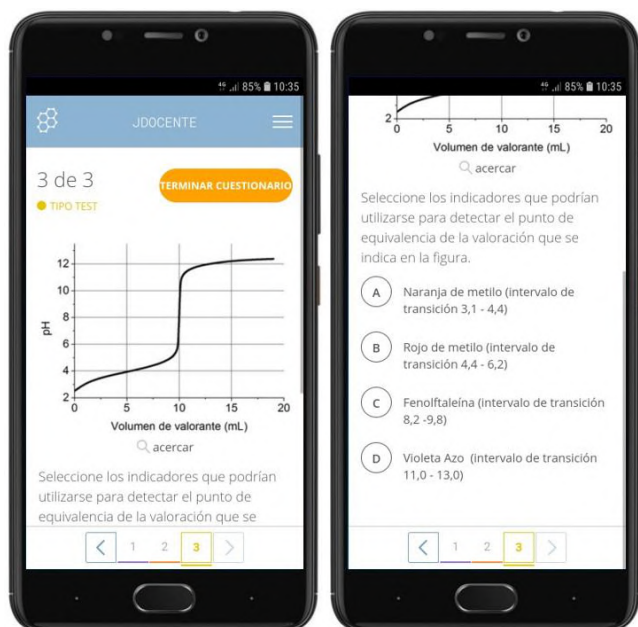 4G 85% 10:35
JDOCENTE
3 de 3
TERMINAR CUESTIONARIO
TIPO TEST
12
10
8
6
4
2
pH
0 5 10 15 20
Volumen de valorante (mL)
acercar
Seleccione los indicadores que podrían
utilizarse para detectar el punto de
equivalencia de la valoración que se
1 2 3
4G 85% 10:35
2
0 5 10 15 20
Volumen de valorante (mL)
acercar
Seleccione los indicadores que podrían
utilizarse para detectar el punto de
equivalencia de la valoración que se
indica en la figura.
A Naranja de metilo (intervalo de
transición 3,1 - 4,4)
B Rojo de metilo (intervalo de
transición 4,4 - 6,2)
C Fenolftaleína (intervalo de transición
8,2 -9,8)
D Violeta Azo (intervalo de transición
11,0 - 13,0)
1 2 3